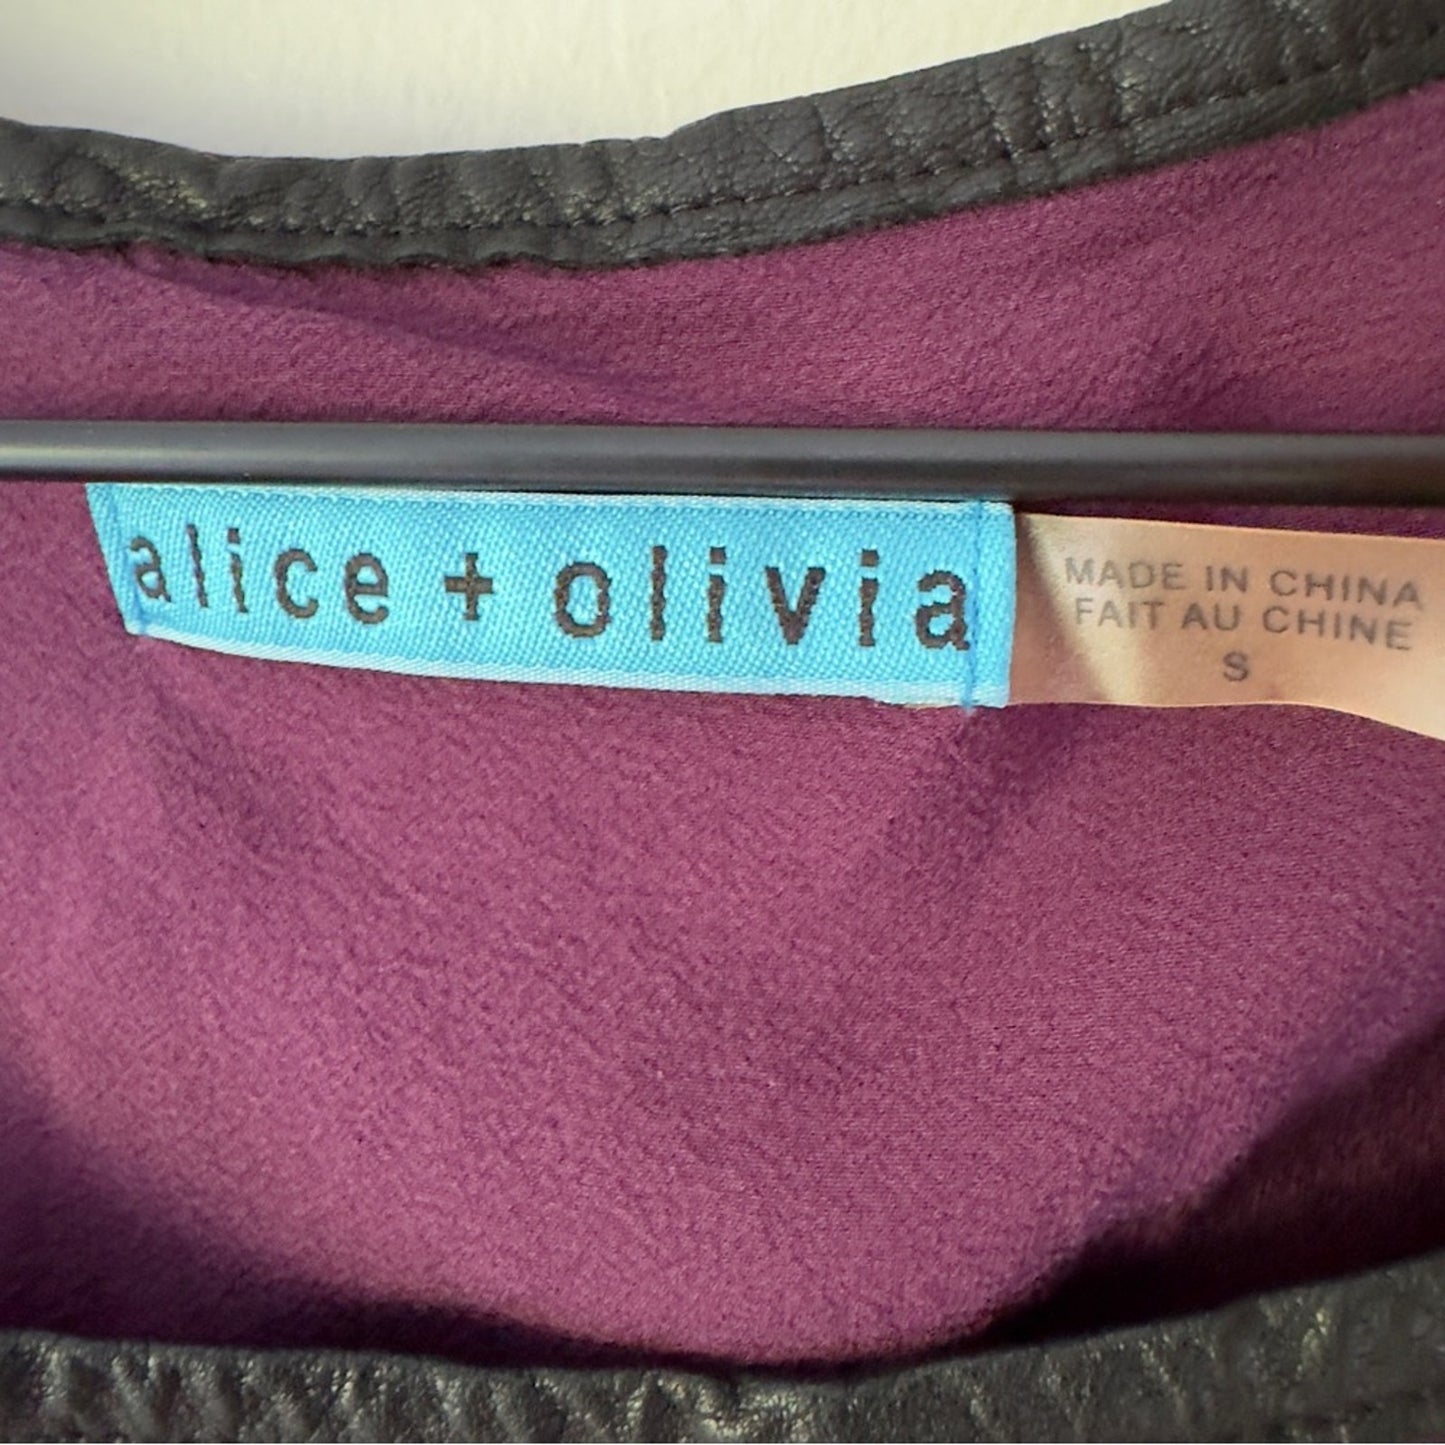 alice + olivia
MADE IN CHINA
FAIT AU CHINE
S